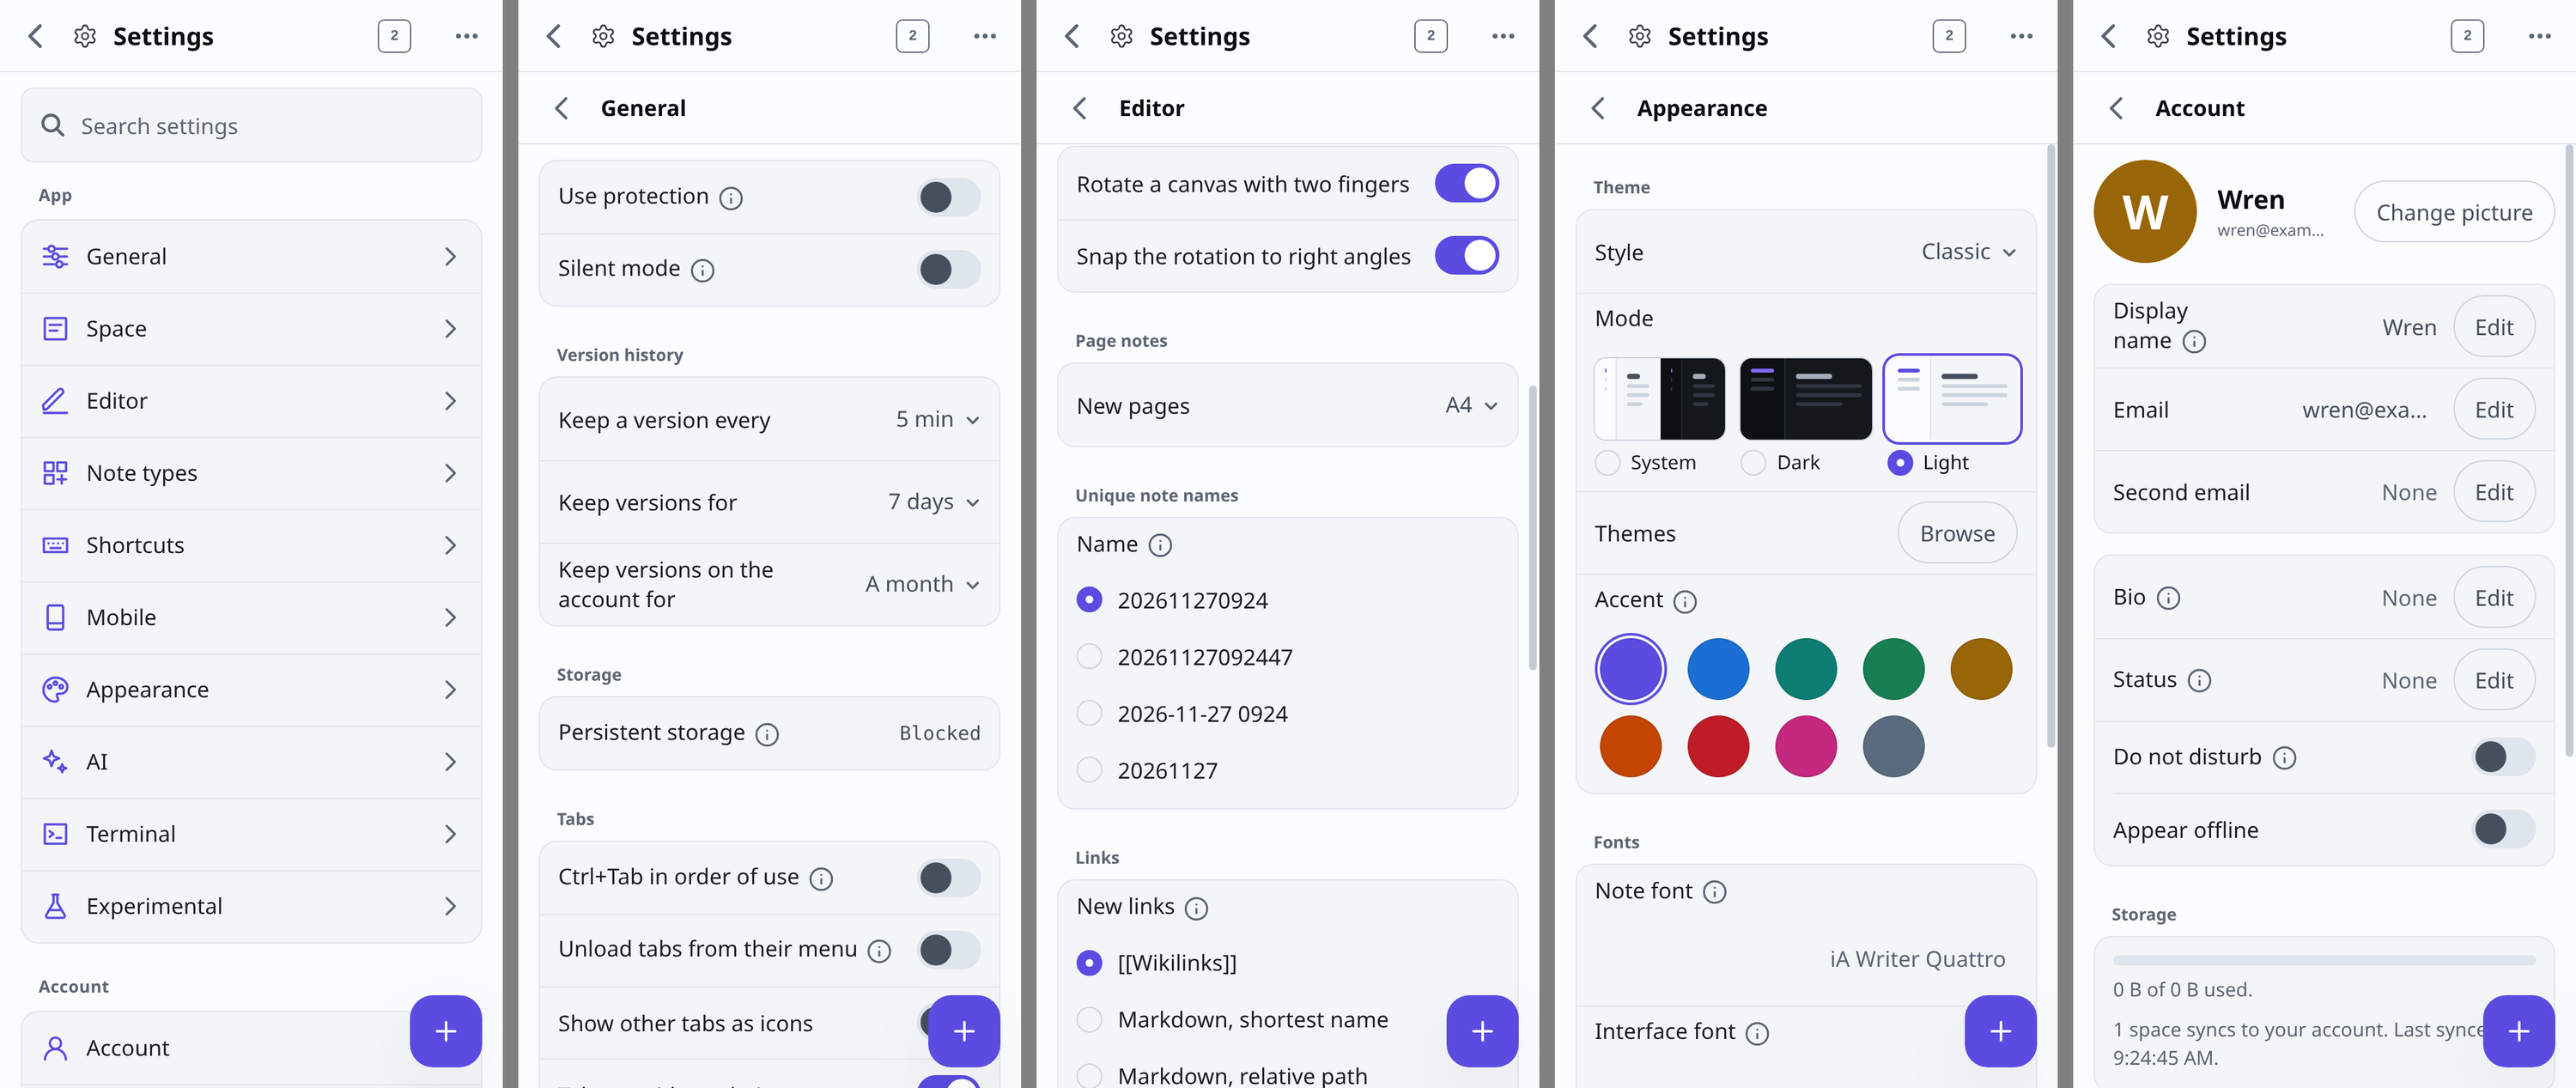 Settings
2
Search settings
App
General
Space
Editor
Note types
Shortcuts
Mobile
Appearance
AI
Terminal
Experimental
Account
Account
Settings
2
General
Use protection
Silent mode
Version history
Keep a version every
5 min
Keep versions for
7 days
Keep versions on the
account for
A month
Storage
Persistent storage
Blocked
Tabs
Ctrl+Tab in order of use
Unload tabs from their menu
Show other tabs as icons
Settings
2
Editor
Rotate a canvas with two fingers
Snap the rotation to right angles
Page notes
New pages
A4
Unique note names
Name
202611270924
20261127092447
2026-11-27 0924
20261127
Links
New links
[[Wikilinks]]
Markdown, shortest name
Markdown, relative path
Settings
2
Appearance
Theme
Style
Classic
Mode
System
Dark
Light
Themes
Browse
Accent
Fonts
Note font
iA Writer Quattro
Interface font
Settings
2
Account
W
Wren
wren@exam...
Change picture
Display
name
Wren
Edit
Email
wren@exa...
Edit
Second email
None
Edit
Bio
None
Edit
Status
None
Edit
Do not disturb
Appear offline
Storage
0 B of 0 B used.
1 space syncs to your account. Last
9:24:45 AM.